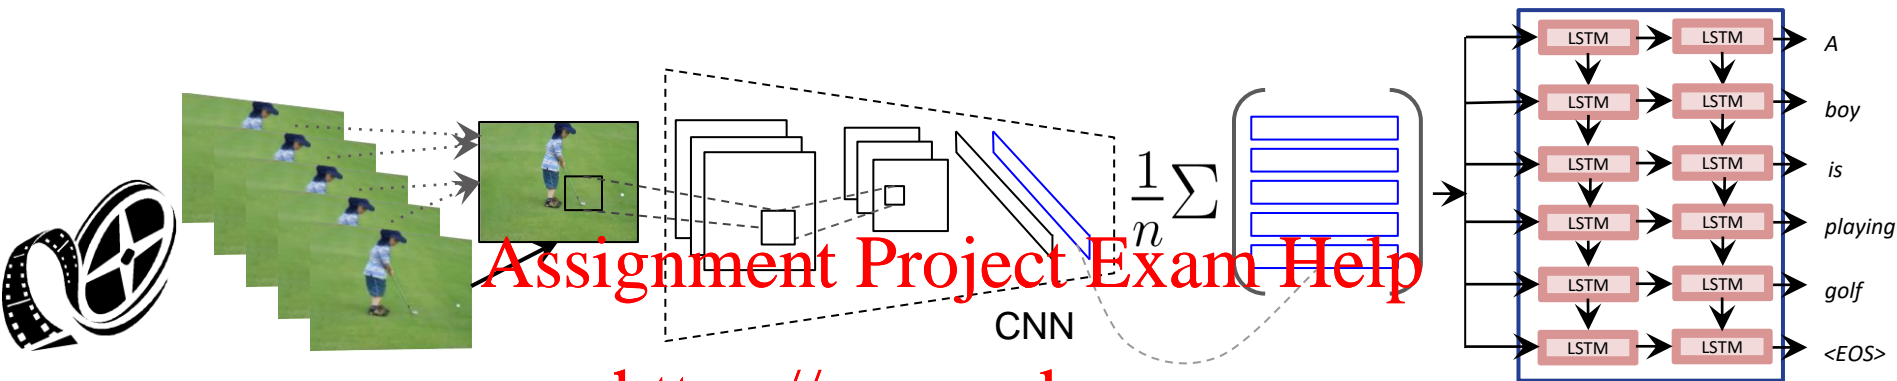 LSTM LSTM A
LSTM LSTM boy
LSTM LSTM is
LSTM LSTM playing
LSTM LSTM golf
LSTM LSTM <EOS>
1/n ∑
Assignment Project Exam Help
CNN